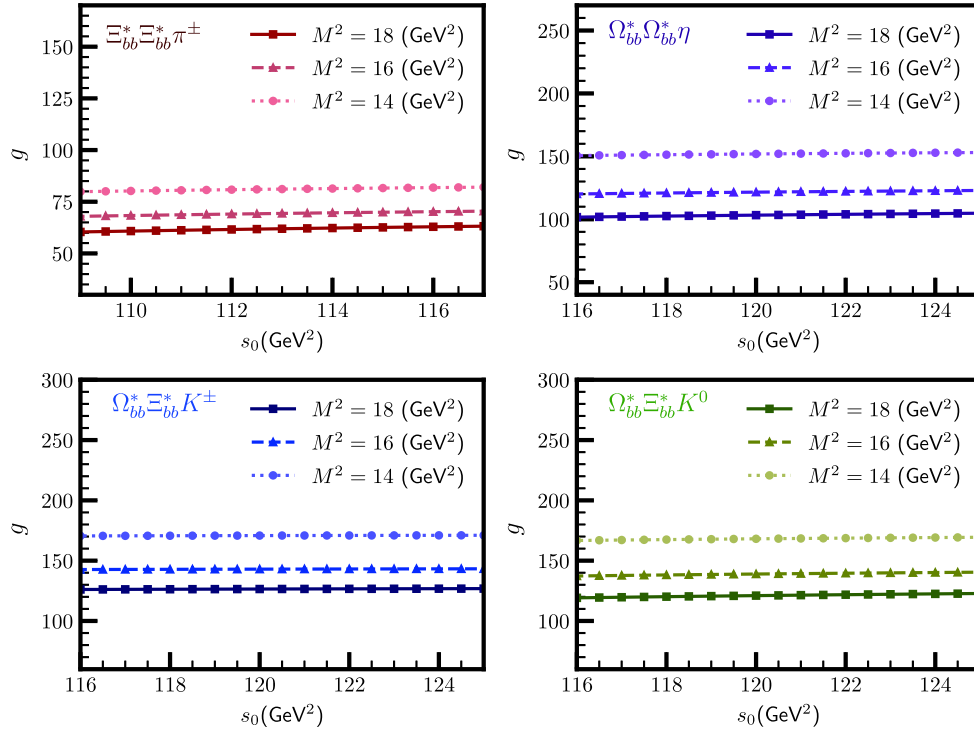 Ξ*bbΞ*bbπ±
M² = 18 (GeV²)
M² = 16 (GeV²)
M² = 14 (GeV²)
150
125
100
75
50
g
110
112
114
116
s₀(GeV²)
Ω*bbΩ*bbη
M² = 18 (GeV²)
M² = 16 (GeV²)
M² = 14 (GeV²)
250
200
150
100
50
g
116
118
120
122
124
s₀(GeV²)
Ω*bbΞ*bbK±
M² = 18 (GeV²)
M² = 16 (GeV²)
M² = 14 (GeV²)
300
250
200
150
100
g
116
118
120
122
124
s₀(GeV²)
Ω*bbΞ*bbK⁰
M² = 18 (GeV²)
M² = 16 (GeV²)
M² = 14 (GeV²)
300
250
200
150
100
g
116
118
120
122
124
s₀(GeV²)